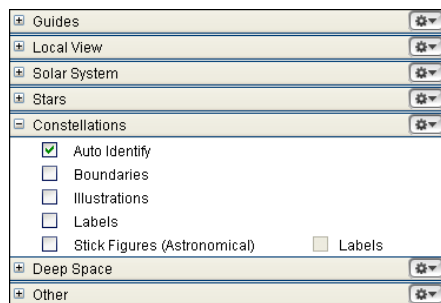 Guides
Local View
Solar System
Stars
Constellations
Auto Identify
Boundaries
Illustrations
Labels
Stick Figures (Astronomical) Labels
Deep Space
Other